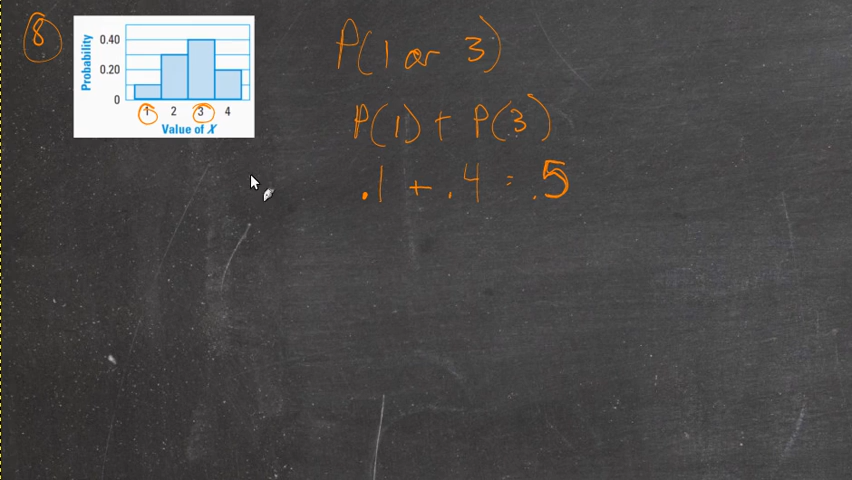 8
Probability
0.40
0.20
0
1 2 3 4
Value of X
P(1 or 3)
P(1) + P(3)
.1 + .4 = .5